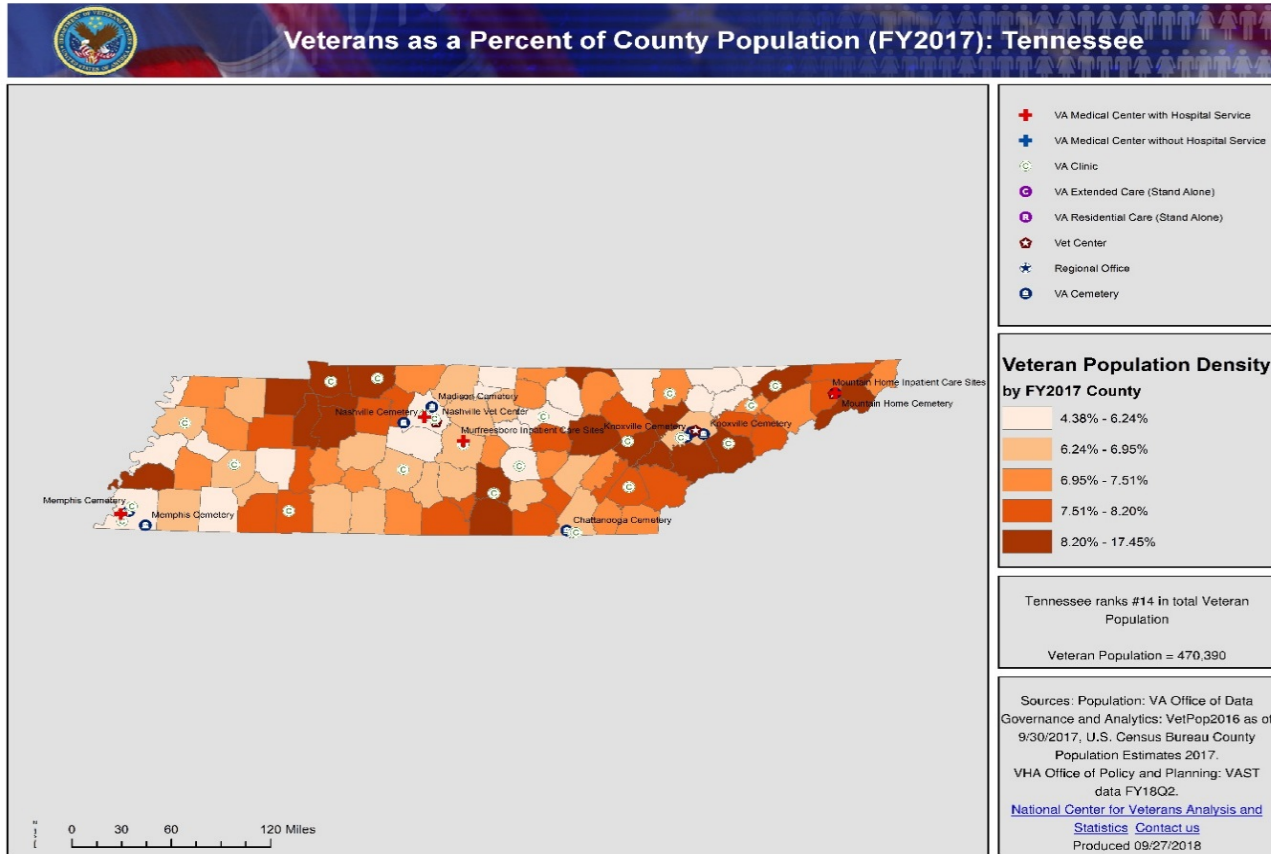 Veterans as a Percent of County Population (FY2017): Tennessee
VA Medical Center with Hospital Service
VA Medical Center without Hospital Service
VA Clinic
VA Extended Care (Stand Alone)
VA Residential Care (Stand Alone)
Vet Center
Regional Office
VA Cemetery
Mountain Home Inpatient Care Sites
Mountain Home Cemetery
Madison Cemetery
Nashville Cemetery
Nashville Vet Center
Murfreesboro Inpatient Care Sites
Knoxville Cemetery
Knoxville Cemetery
Memphis Cemetery
Memphis Cemetery
Chattanooga Cemetery
0 30 60 120 Miles
Veteran Population Density
by FY2017 County
4.38% - 6.24%
6.24% - 6.95%
6.95% - 7.51%
7.51% - 8.20%
8.20% - 17.45%
Tennessee ranks #14 in total Veteran
Population
Veteran Population = 470,390
Sources: Population: VA Office of Data
Governance and Analytics: VetPop2016 as of
9/30/2017, U.S. Census Bureau County
Population Estimates 2017.
VHA Office of Policy and Planning: VAST
data FY18Q2.
National Center for Veterans Analysis and
Statistics Contact us
Produced 09/27/2018